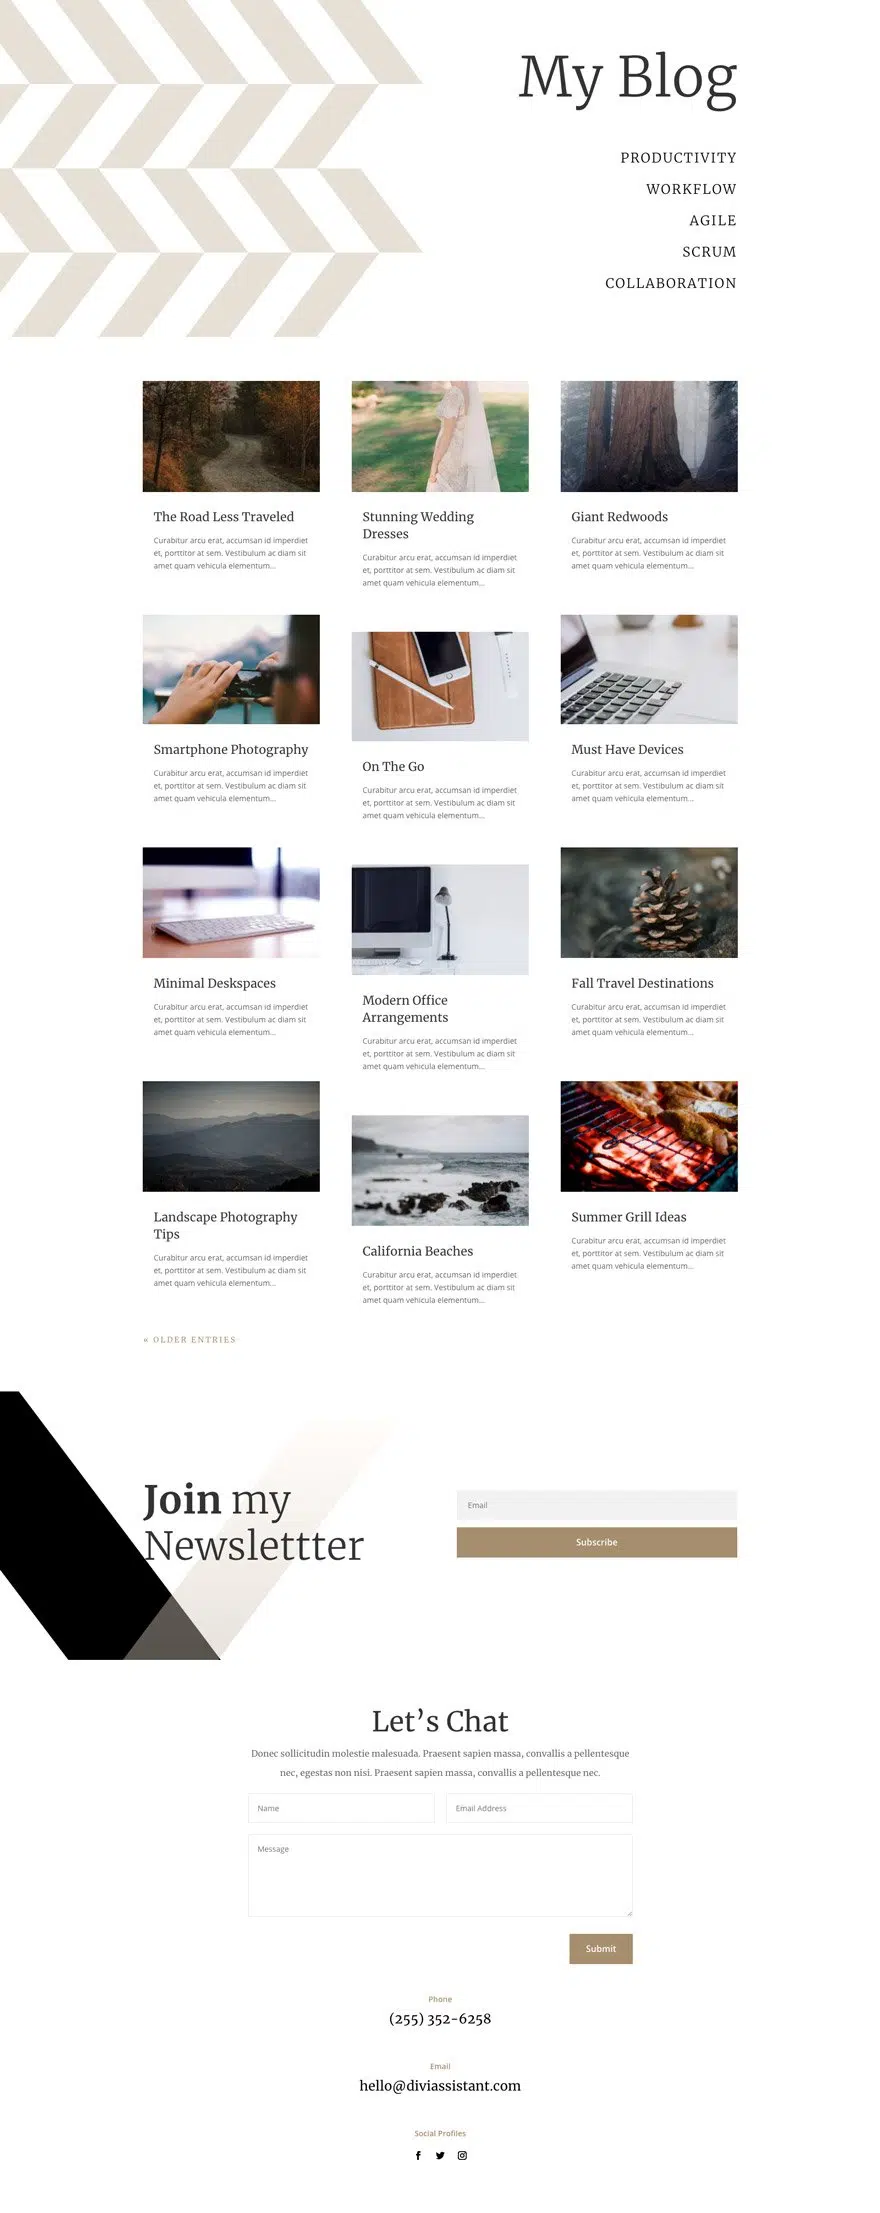 My Blog
PRODUCTIVITY
WORKFLOW
AGILE
SCRUM
COLLABORATION
The Road Less Traveled
Curabitur arcu erat, accumsan id imperdiet
et, porttitor at sem. Vestibulum ac diam sit
amet quam vehicula elementum...
Stunning Wedding
Dresses
Curabitur arcu erat, accumsan id imperdiet
et, porttitor at sem. Vestibulum ac diam sit
amet quam vehicula elementum...
Giant Redwoods
Curabitur arcu erat, accumsan id imperdiet
et, porttitor at sem. Vestibulum ac diam sit
amet quam vehicula elementum...
Smartphone Photography
Curabitur arcu erat, accumsan id imperdiet
et, porttitor at sem. Vestibulum ac diam sit
amet quam vehicula elementum...
On The Go
Curabitur arcu erat, accumsan id imperdiet
et, porttitor at sem. Vestibulum ac diam sit
amet quam vehicula elementum...
Must Have Devices
Curabitur arcu erat, accumsan id imperdiet
et, porttitor at sem. Vestibulum ac diam sit
amet quam vehicula elementum...
Minimal Deskspaces
Curabitur arcu erat, accumsan id imperdiet
et, porttitor at sem. Vestibulum ac diam sit
amet quam vehicula elementum...
Modern Office
Arrangements
Curabitur arcu erat, accumsan id imperdiet
et, porttitor at sem. Vestibulum ac diam sit
amet quam vehicula elementum...
Fall Travel Destinations
Curabitur arcu erat, accumsan id imperdiet
et, porttitor at sem. Vestibulum ac diam sit
amet quam vehicula elementum...
Landscape Photography
Tips
Curabitur arcu erat, accumsan id imperdiet
et, porttitor at sem. Vestibulum ac diam sit
amet quam vehicula elementum...
California Beaches
Curabitur arcu erat, accumsan id imperdiet
et, porttitor at sem. Vestibulum ac diam sit
amet quam vehicula elementum...
Summer Grill Ideas
Curabitur arcu erat, accumsan id imperdiet
et, porttitor at sem. Vestibulum ac diam sit
amet quam vehicula elementum...
« OLDER ENTRIES
Join my
Newslettter
Email
Subscribe
Let’s Chat
Donec sollicitudin molestie malesuada. Praesent sapien massa, convallis a pellentesque
nec, egestas non nisi. Praesent sapien massa, convallis a pellentesque nec.
Name
Email Address
Message
Submit
Phone
(255) 352-6258
Email
hello@diviassistant.com
Social Profiles